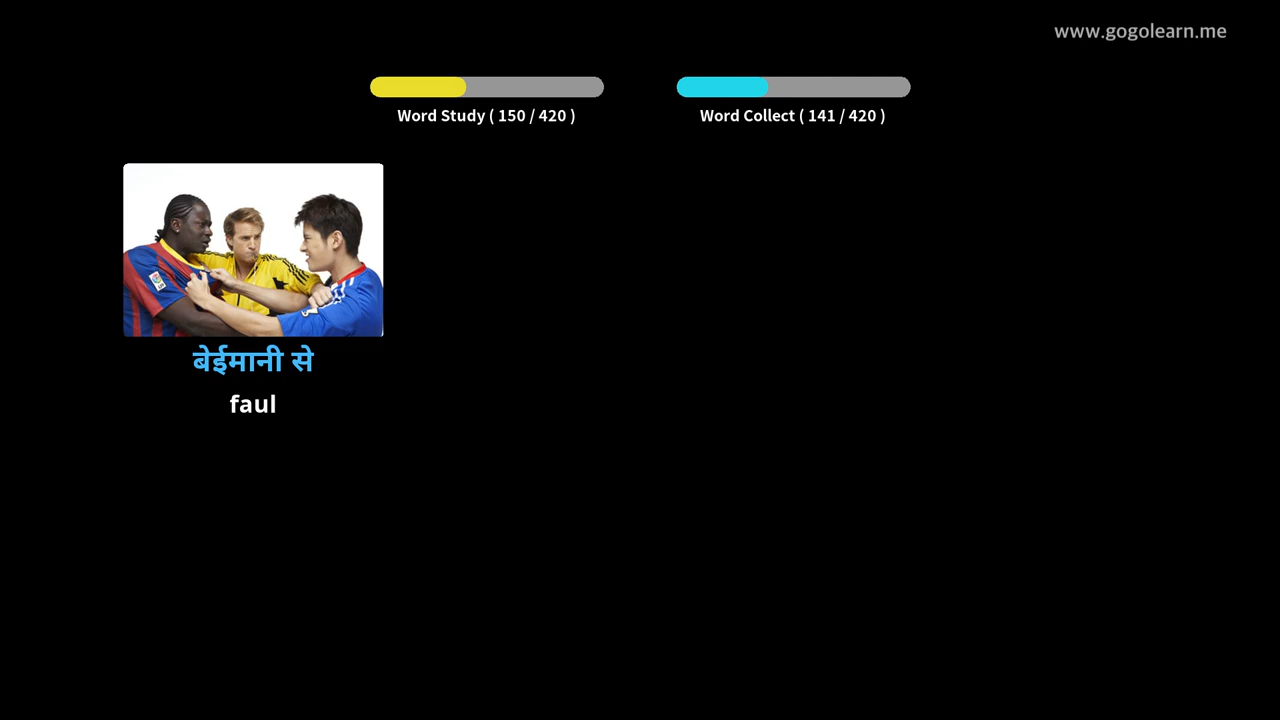 www.gogolearn.me
Word Study ( 150 / 420 )
Word Collect ( 141 / 420 )
बेईमानी से
faul